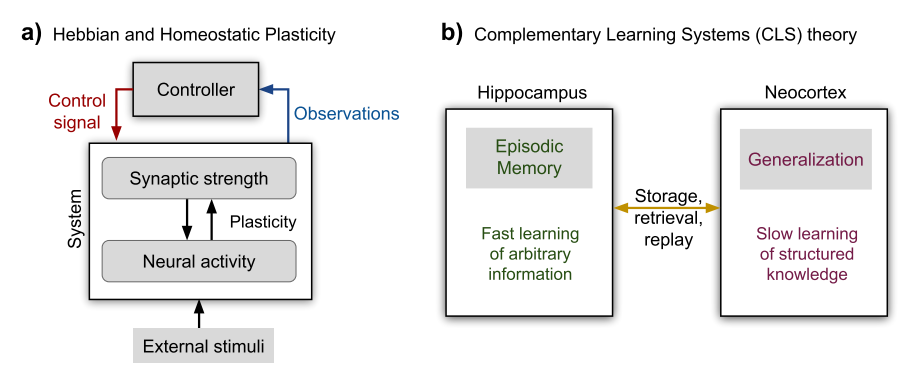 a) Hebbian and Homeostatic Plasticity
Controller
Control
signal
Observations
System
Synaptic strength
Plasticity
Neural activity
External stimuli
b) Complementary Learning Systems (CLS) theory
Hippocampus
Episodic
Memory
Fast learning
of arbitrary
information
Storage,
retrieval,
replay
Neocortex
Generalization
Slow learning
of structured
knowledge